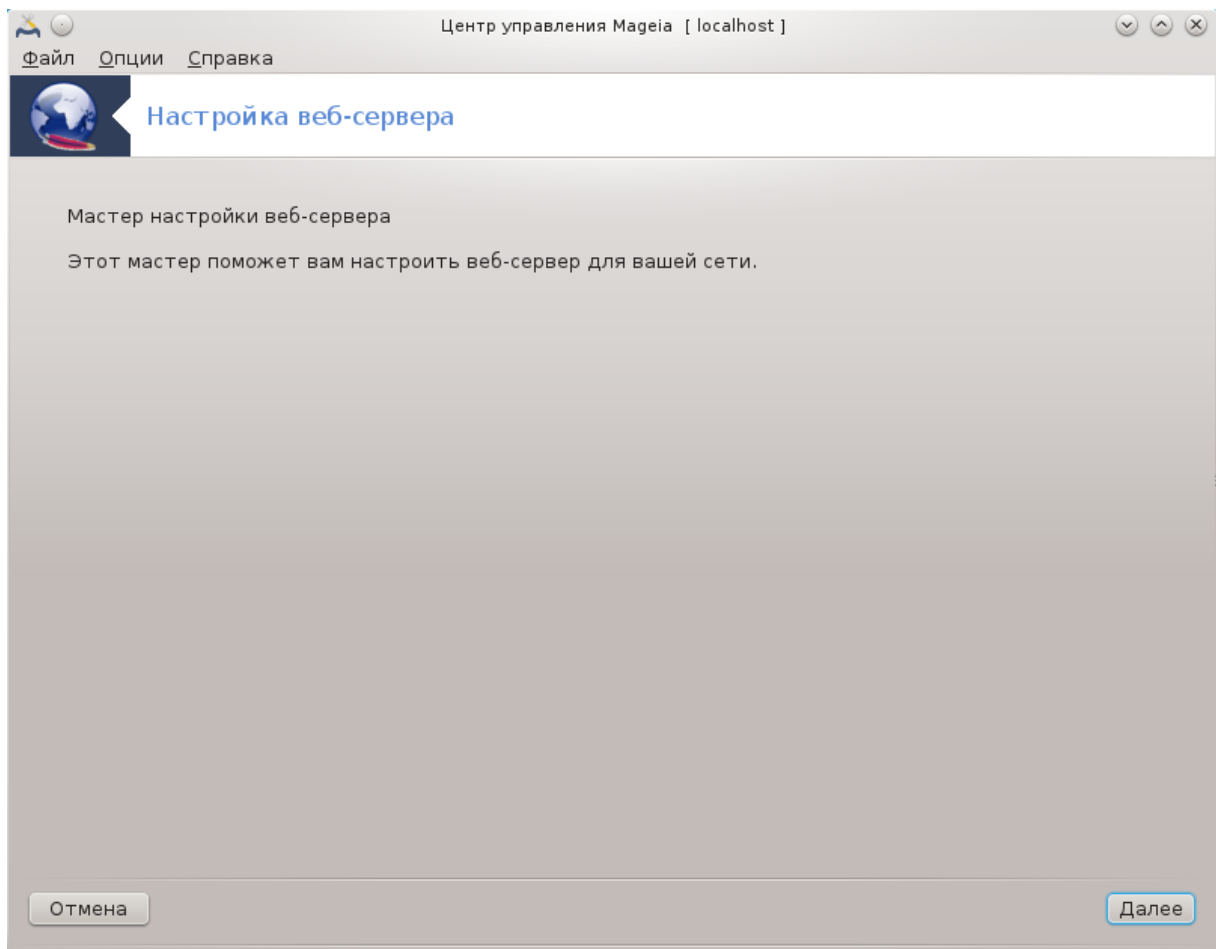 Центр управления Mageia [ localhost ]
Файл Опции Справка
Настройка веб-сервера
Мастер настройки веб-сервера
Этот мастер поможет вам настроить веб-сервер для вашей сети.
Отмена Далее